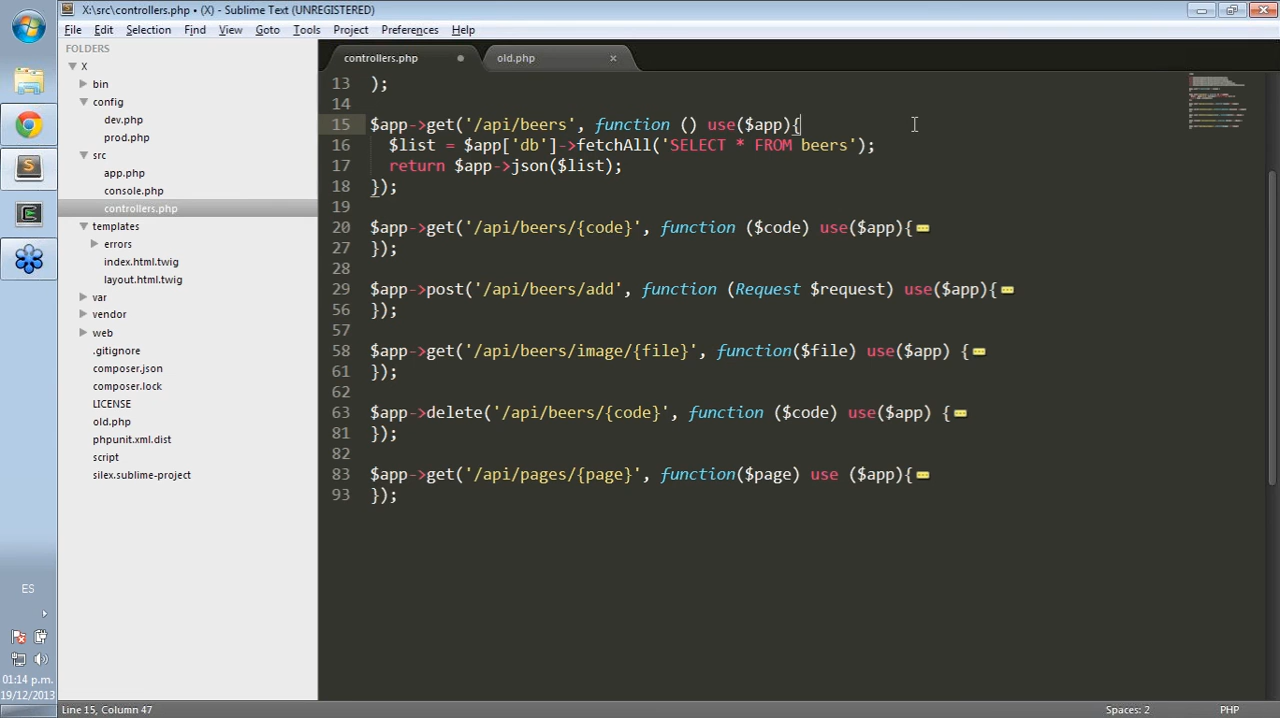 X:\src\controllers.php • (X) - Sublime Text (UNREGISTERED)
File Edit Selection Find View Goto Tools Project Preferences Help
FOLDERS
X
bin
config
dev.php
prod.php
src
app.php
console.php
controllers.php
templates
errors
index.html.twig
layout.html.twig
var
vendor
web
.gitignore
composer.json
composer.lock
LICENSE
old.php
phpunit.xml.dist
script
silex.sublime-project
controllers.php
old.php
13 );
14
15 $app->get('/api/beers', function () use($app){
16 $list = $app['db']->fetchAll('SELECT * FROM beers');
17 return $app->json($list);
18 });
19
20 $app->get('/api/beers/{code}', function ($code) use($app){
27 });
28
29 $app->post('/api/beers/add', function (Request $request) use($app){
56 });
57
58 $app->get('/api/beers/image/{file}', function($file) use($app) {
61 });
62
63 $app->delete('/api/beers/{code}', function ($code) use($app) {
81 });
82
83 $app->get('/api/pages/{page}', function($page) use ($app){
93 });
ES
01:14 p.m.
19/12/2013
Line 15, Column 47
Spaces: 2
PHP